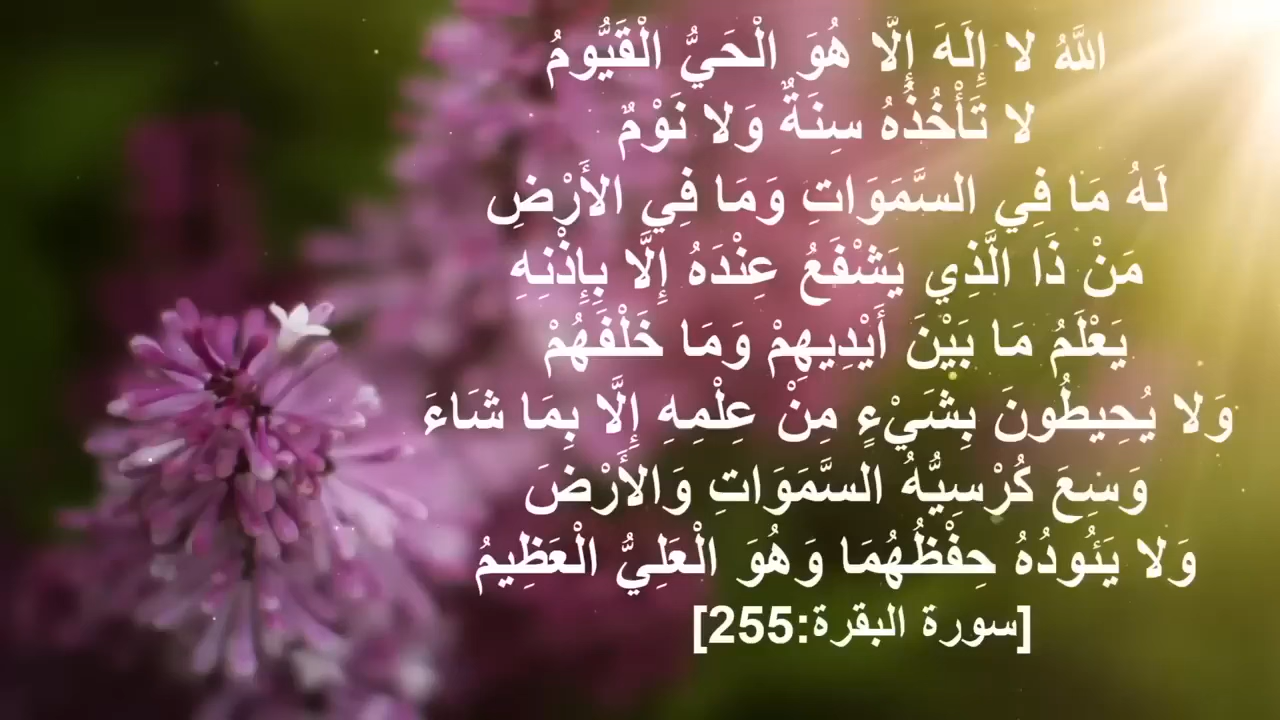 اللَّهُ لا إِلَهَ إِلَّا هُوَ الْحَيُّ الْقَيُّومُ
لا تَأْخُذُهُ سِنَةٌ وَلا نَوْمٌ
لَهُ مَا فِي السَّمَوَاتِ وَمَا فِي الأَرْضِ
مَنْ ذَا الَّذِي يَشْفَعُ عِنْدَهُ إِلَّا بِإِذْنِهِ
يَعْلَمُ مَا بَيْنَ أَيْدِيهِمْ وَمَا خَلْفَهُمْ
وَلا يُحِيطُونَ بِشَيْءٍ مِنْ عِلْمِهِ إِلَّا بِمَا شَاءَ
وَسِعَ كُرْسِيُّهُ السَّمَوَاتِ وَالأَرْضَ
وَلا يَئُودُهُ حِفْظُهُمَا وَهُوَ الْعَلِيُّ الْعَظِيمُ
[سورة البقرة:255]